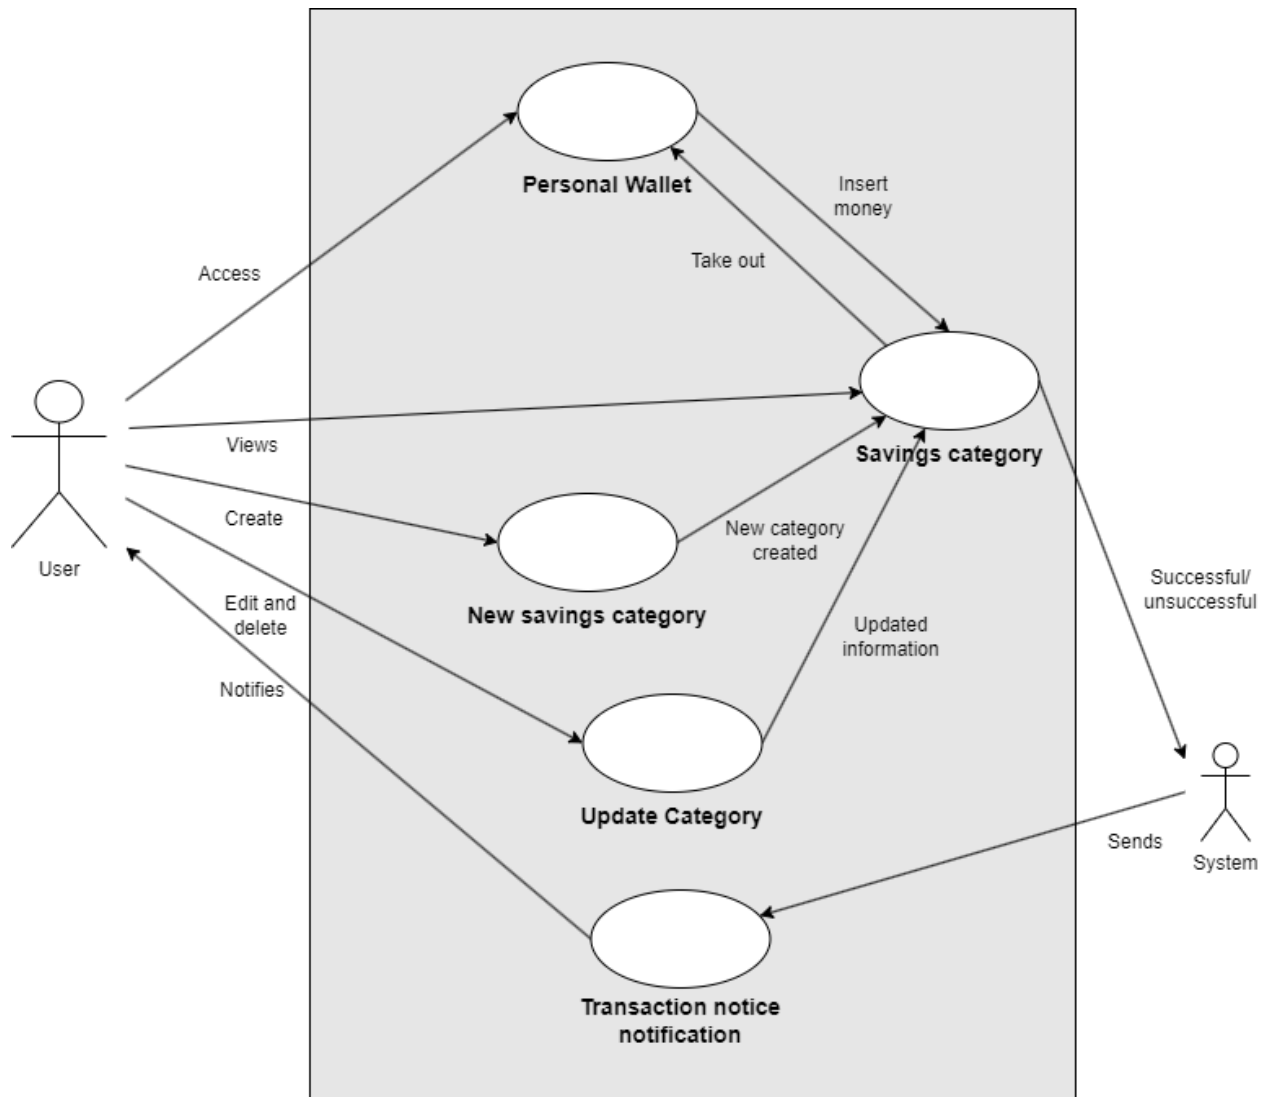 Personal Wallet
Insert
money
Take out
Access
Views
Savings category
Create
New category
created
User
Successful/
unsuccessful
Edit and
delete
New savings category
Updated
information
Notifies
Update Category
Sends
System
Transaction notice
notification